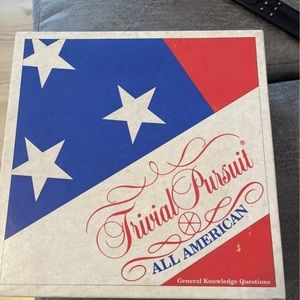 Trivial Pursuit®
ALL AMERICAN
General Knowledge Questions